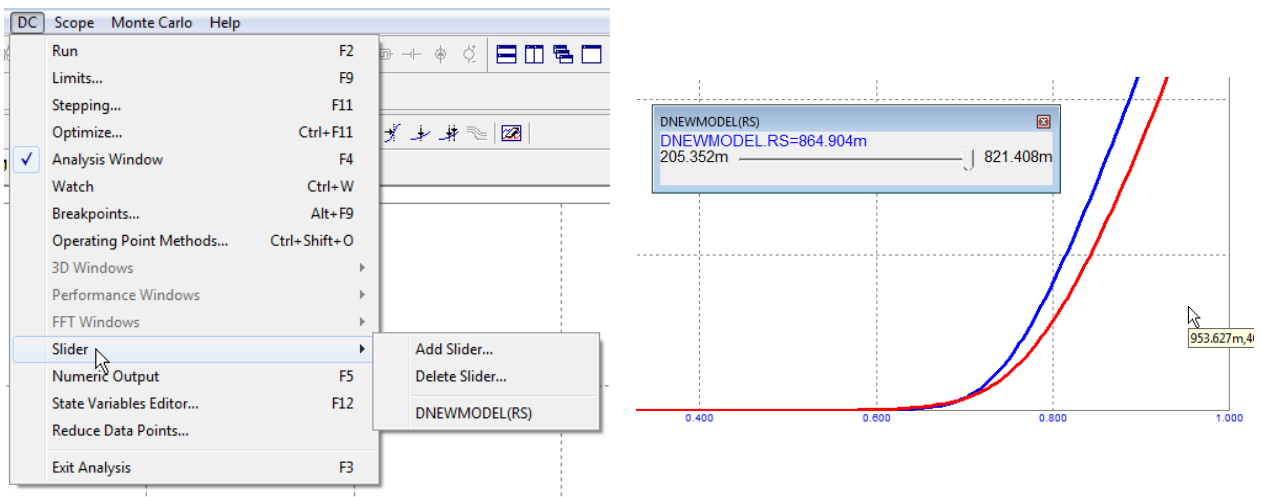 DC Scope Monte Carlo Help
Run F2
Limits... F9
Stepping... F11
Optimize... Ctrl+F11
Analysis Window F4
Watch Ctrl+W
Breakpoints... Alt+F9
Operating Point Methods... Ctrl+Shift+O
3D Windows
Performance Windows
FFT Windows
Slider
Numeric Output F5
State Variables Editor... F12
Reduce Data Points...
Exit Analysis F3
Add Slider...
Delete Slider...
DNEWMODEL(RS)
DNEWMODEL(RS)
DNEWMODEL.RS=864.904m
205.352m 821.408m
953.627m,4
0.400 0.600 0.800 1.000